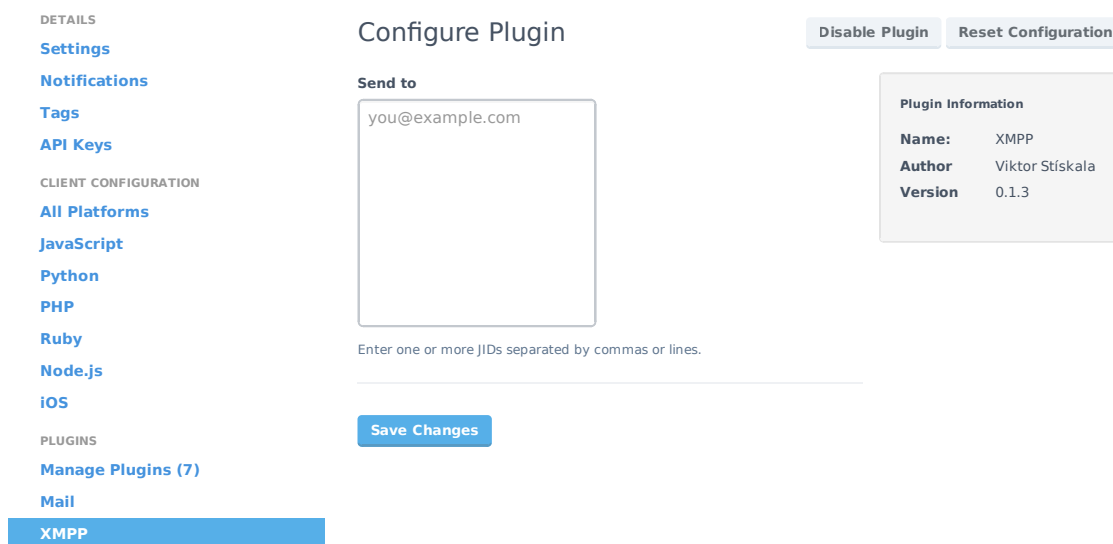 DETAILS
Settings
Notifications
Tags
API Keys
CLIENT CONFIGURATION
All Platforms
JavaScript
Python
PHP
Ruby
Node.js
iOS
PLUGINS
Manage Plugins (7)
Mail
XMPP
Configure Plugin
Disable Plugin
Reset Configuration
Send to
you@example.com
Enter one or more JIDs separated by commas or lines.
Save Changes
Plugin Information
Name: XMPP
Author Viktor Stískala
Version 0.1.3